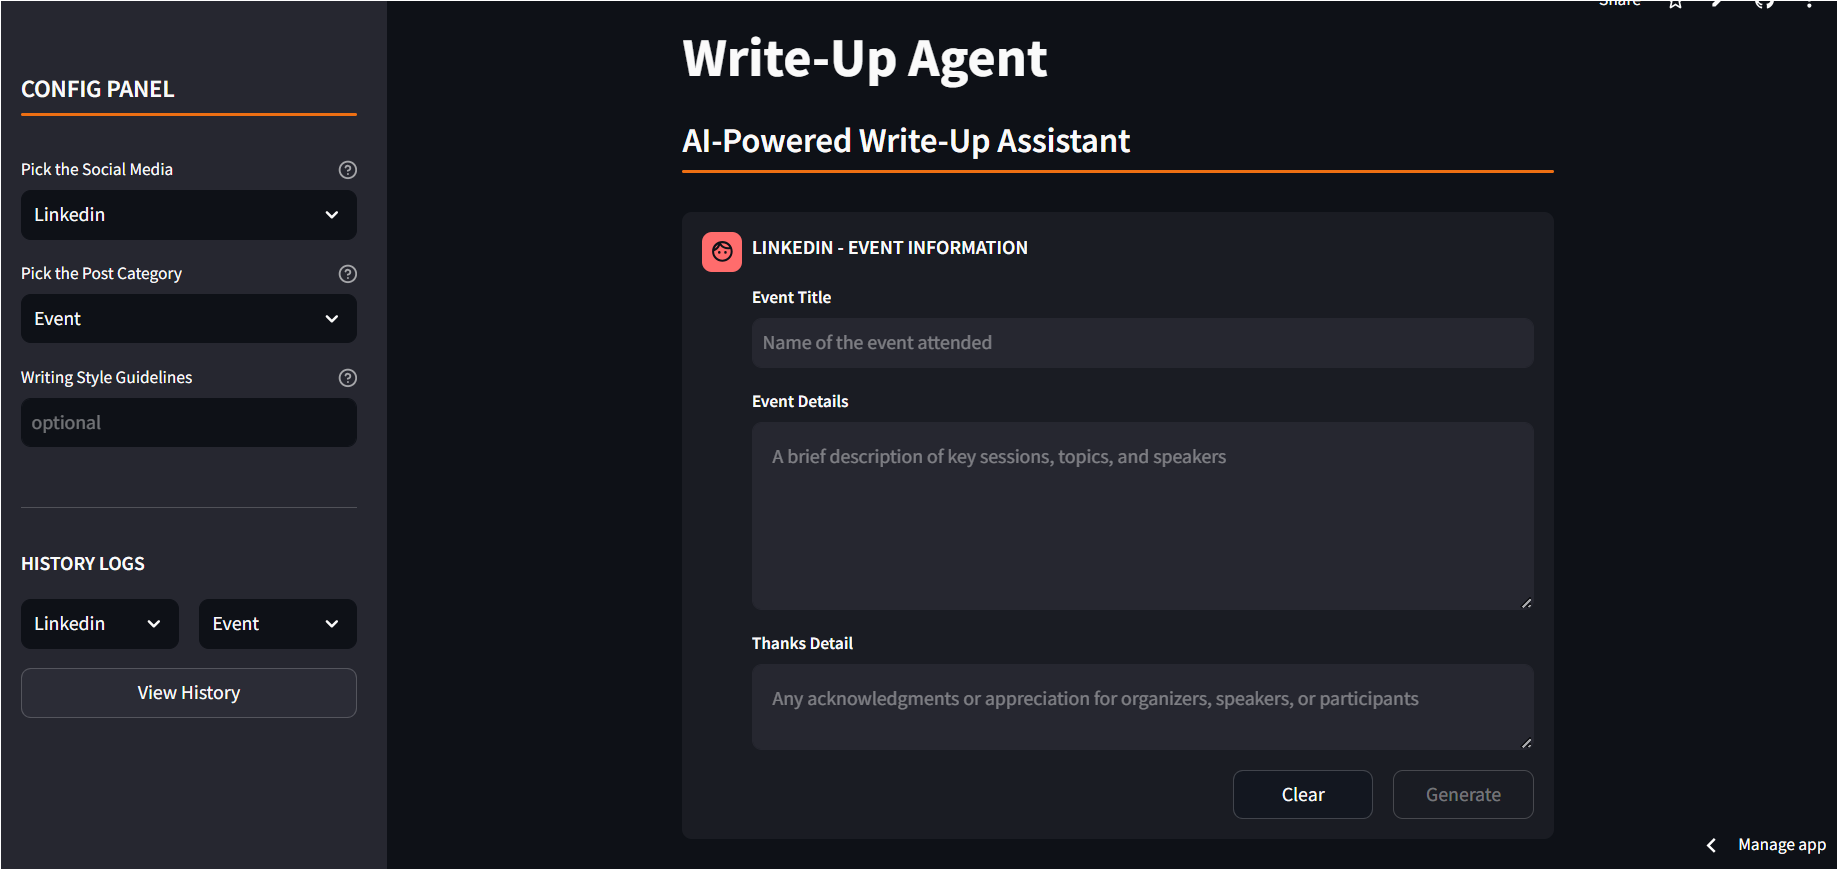 Share
CONFIG PANEL
Pick the Social Media
Linkedin
Pick the Post Category
Event
Writing Style Guidelines
optional
HISTORY LOGS
Linkedin
Event
View History
Write-Up Agent
AI-Powered Write-Up Assistant
LINKEDIN - EVENT INFORMATION
Event Title
Name of the event attended
Event Details
A brief description of key sessions, topics, and speakers
Thanks Detail
Any acknowledgments or appreciation for organizers, speakers, or participants
Clear
Generate
Manage app